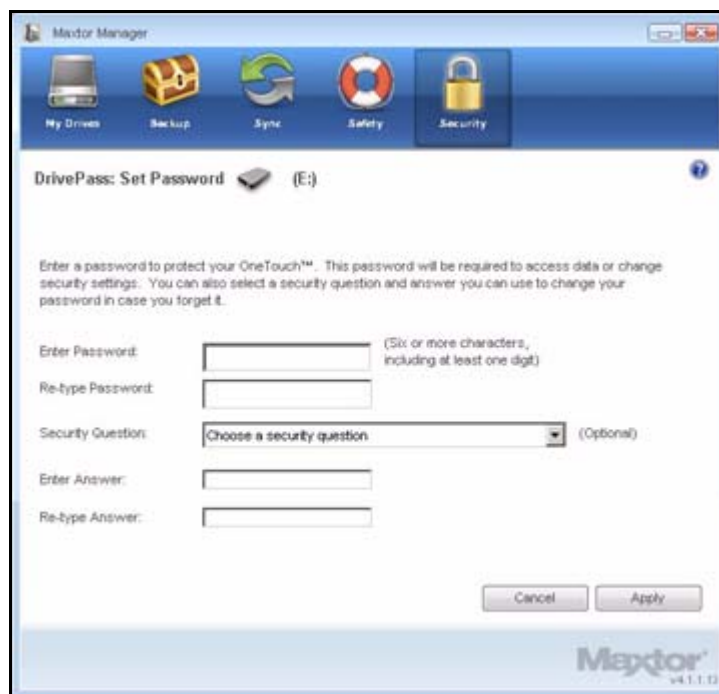 Maxtor Manager
My Drives
Backup
Sync
Safety
Security
DrivePass: Set Password (E:)
Enter a password to protect your OneTouch™. This password will be required to access data or change
security settings. You can also select a security question and answer you can use to change your
password in case you forget it.
Enter Password:
(Six or more characters,
including at least one digit)
Re-type Password:
Security Question:
Choose a security question
(Optional)
Enter Answer:
Re-type Answer:
Cancel
Apply
Maxtor